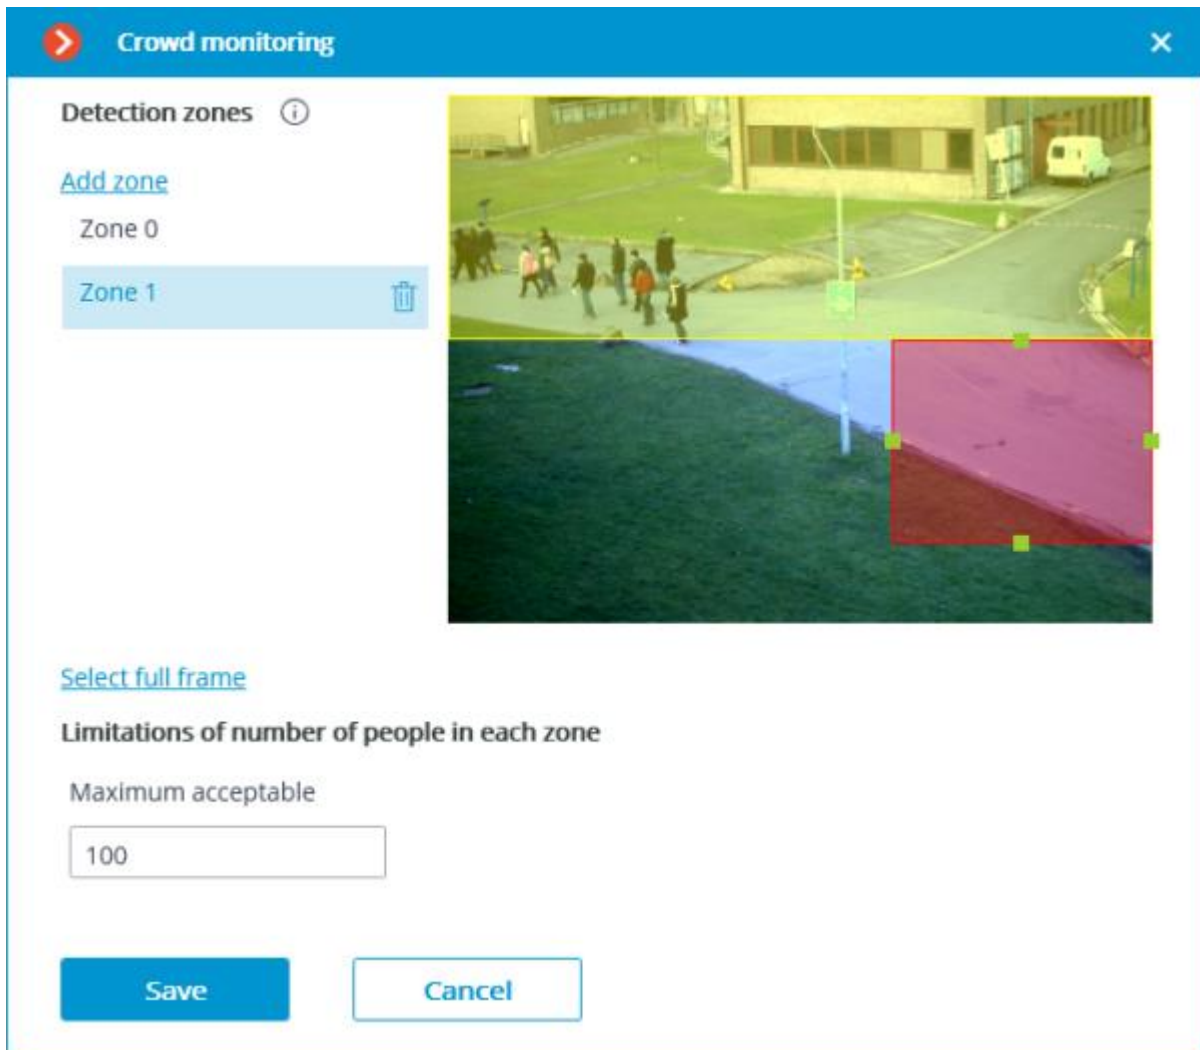 Crowd monitoring
Detection zones
Add zone
Zone 0
Zone 1
Select full frame
Limitations of number of people in each zone
Maximum acceptable
100
Save
Cancel